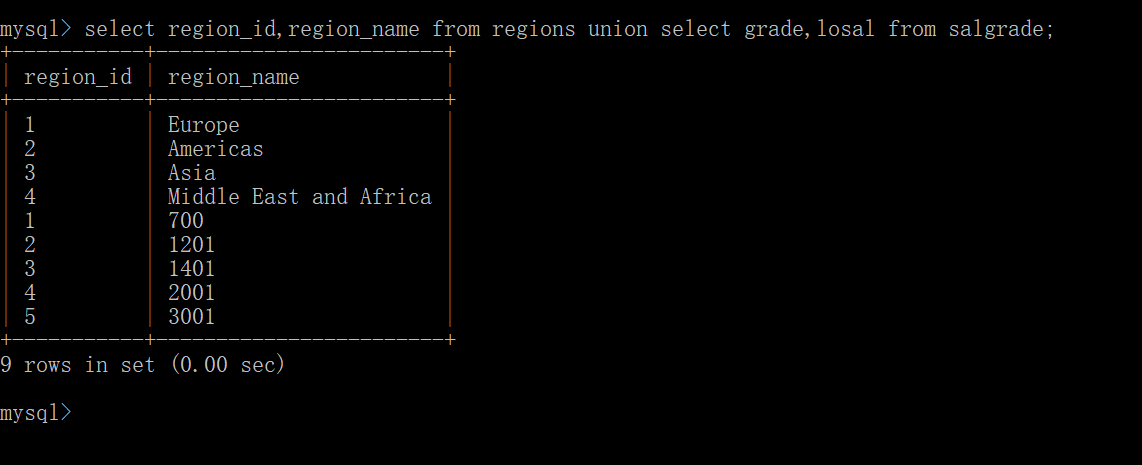 mysql> select region_id,region_name from regions union select grade,losal from salgrade;
+-----------+------------------------+
| region_id | region_name            |
+-----------+------------------------+
| 1         | Europe                 |
| 2         | Americas               |
| 3         | Asia                   |
| 4         | Middle East and Africa |
| 1         | 700                    |
| 2         | 1201                   |
| 3         | 1401                   |
| 4         | 2001                   |
| 5         | 3001                   |
+-----------+------------------------+
9 rows in set (0.00 sec)
mysql>